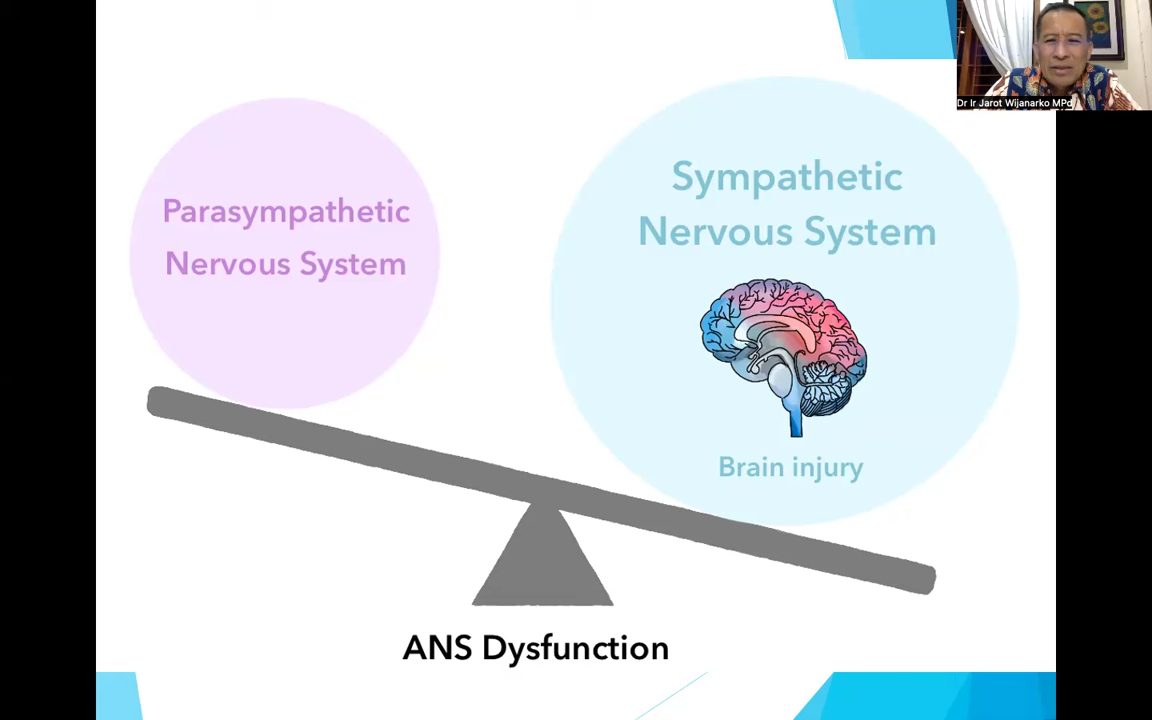 Dr Ir Jarot Wijanarko MPd
Parasympathetic
Nervous System
Sympathetic
Nervous System
Brain injury
ANS Dysfunction